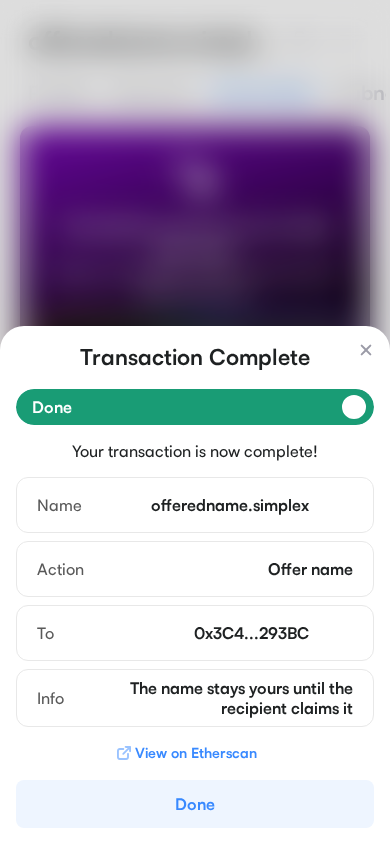 Transaction Complete
Done
Your transaction is now complete!
Name offeredname.simplex
Action Offer name
To 0x3C4...293BC
Info The name stays yours until the
recipient claims it
View on Etherscan
Done